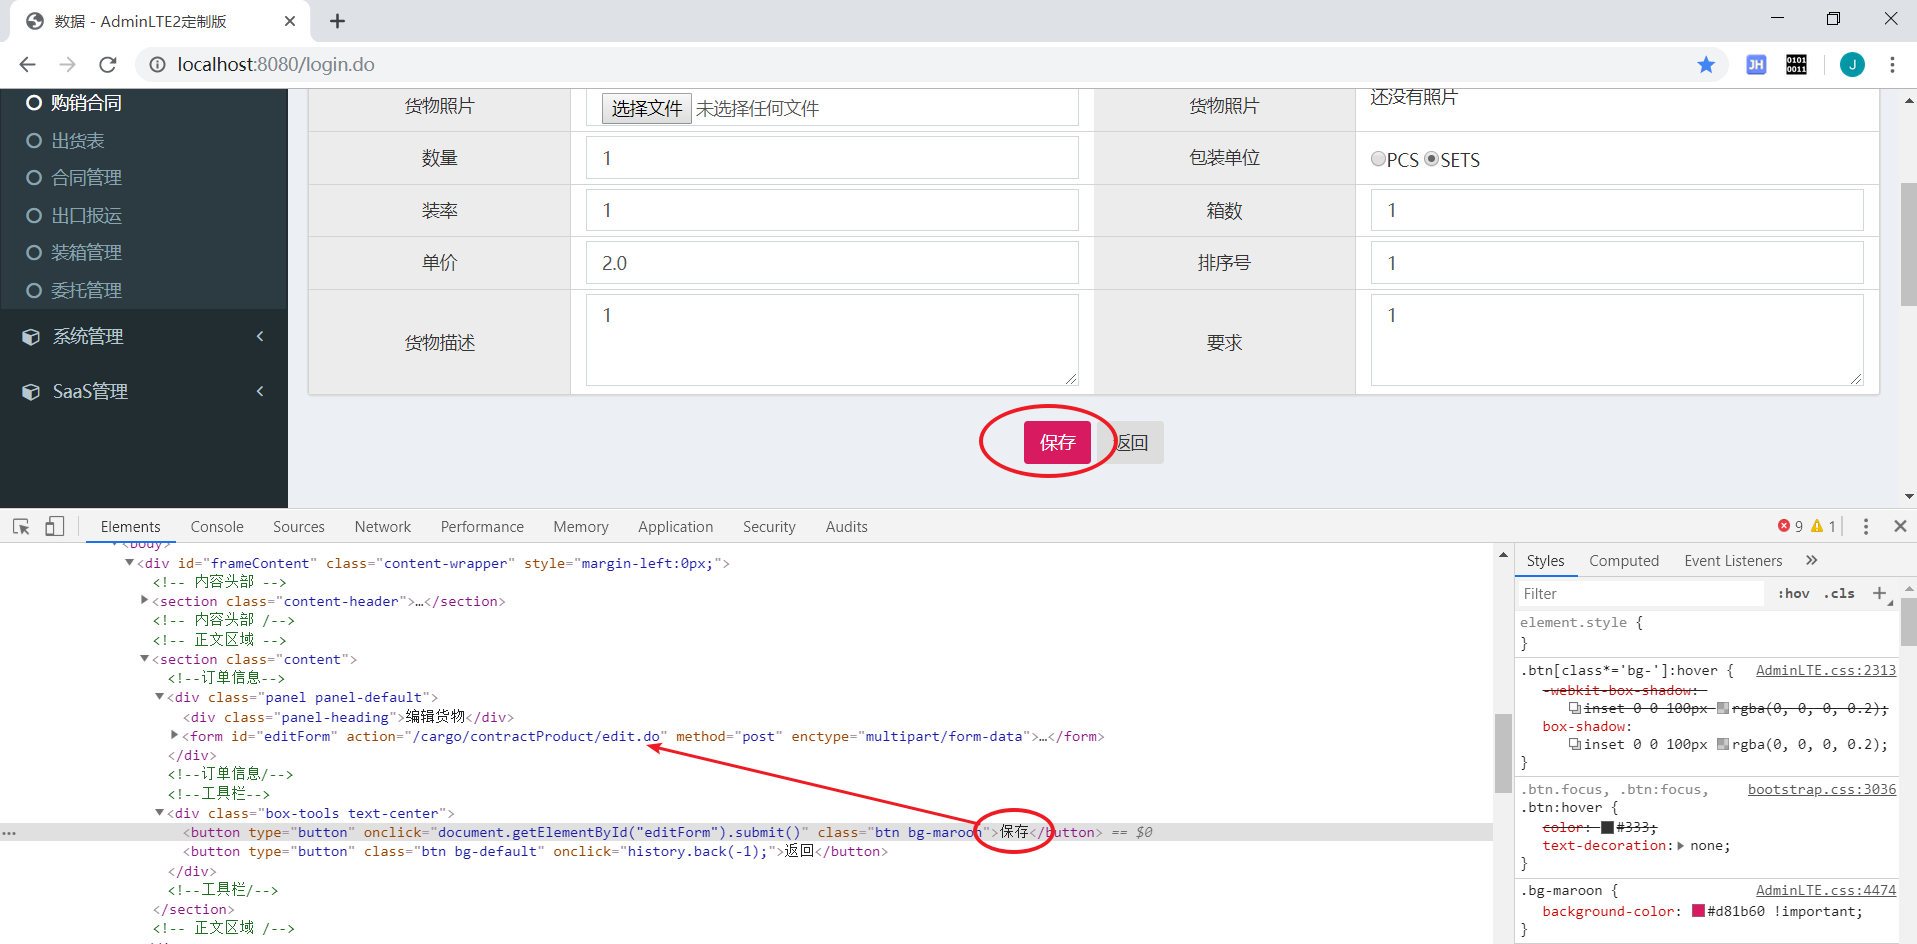 数据 - AdminLTE2定制版
localhost:8080/login.do
JH
0101
0011
J
购销合同
出货表
合同管理
出口报运
装箱管理
委托管理
系统管理
SaaS管理
货物照片 选择文件 未选择任何文件 货物照片 还没有照片
数量 1 包装单位 PCS SETS
装率 1 箱数 1
单价 2.0 排序号 1
货物描述 1 要求 1
保存 返回
Elements Console Sources Network Performance Memory Application Security Audits 9 1
<body>
<div id="frameContent" class="content-wrapper" style="margin-left:0px;">
<!-- 内容头部 -->
<section class="content-header">…</section>
<!-- 内容头部 /-->
<!-- 正文区域 -->
<section class="content">
<!--订单信息-->
<div class="panel panel-default">
<div class="panel-heading">编辑货物</div>
<form id="editForm" action="/cargo/contractProduct/edit.do" method="post" enctype="multipart/form-data">…</form>
</div>
<!--订单信息/-->
<!--工具栏-->
<div class="box-tools text-center">
<button type="button" onclick="document.getElementById("editForm").submit()" class="btn bg-maroon">保存</button> == $0
<button type="button" class="btn bg-default" onclick="history.back(-1);">返回</button>
</div>
<!--工具栏/-->
</section>
<!-- 正文区域 /-->
Styles Computed Event Listeners »
Filter :hov .cls +
element.style {
}
.btn[class*='bg-']:hover { AdminLTE.css:2313
-webkit-box-shadow:
inset 0 0 100px rgba(0, 0, 0, 0.2);
box-shadow:
inset 0 0 100px rgba(0, 0, 0, 0.2);
}
.btn.focus, .btn:focus, bootstrap.css:3036
.btn:hover {
color: #333;
text-decoration: none;
}
.bg-maroon { AdminLTE.css:4474
background-color: #d81b60 !important;
}